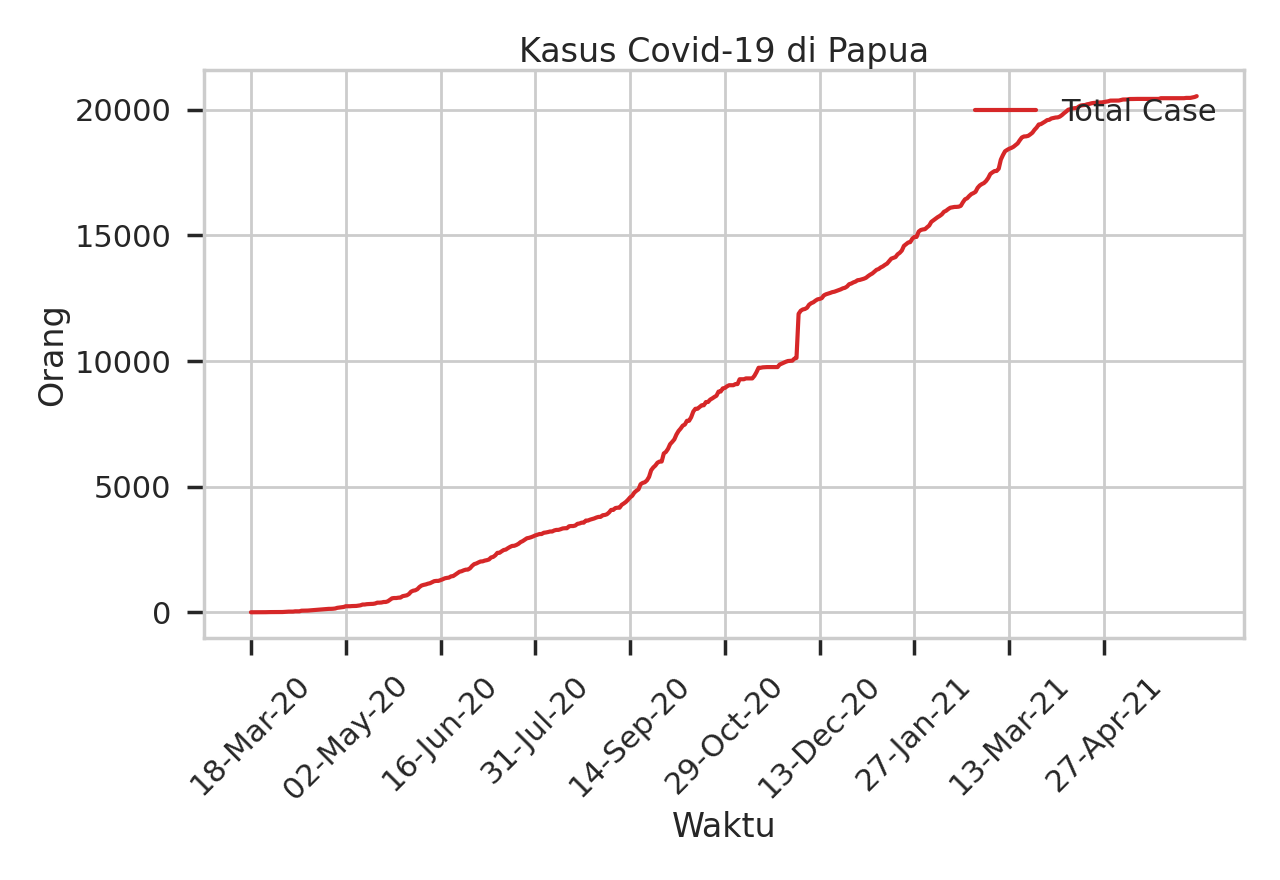 Kasus Covid-19 di Papua
Total Case
Orang
20000
15000
10000
5000
0
18-Mar-20
02-May-20
16-Jun-20
31-Jul-20
14-Sep-20
29-Oct-20
13-Dec-20
27-Jan-21
13-Mar-21
27-Apr-21
Waktu